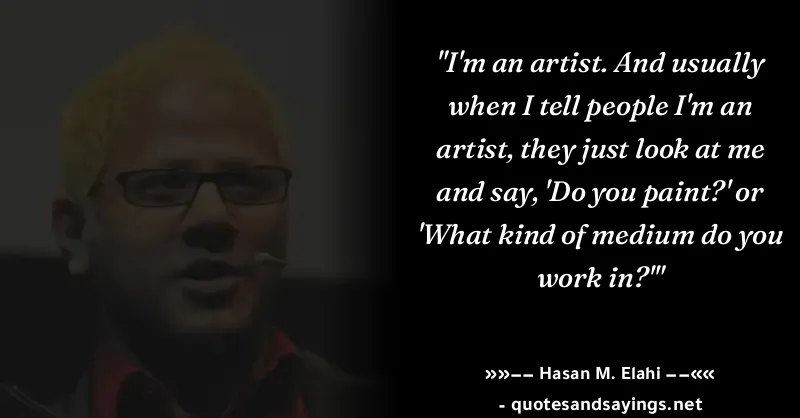 "I'm an artist. And usually
when I tell people I'm an
artist, they just look at me
and say, 'Do you paint?' or
'What kind of medium do you
work in?'"
»»−− Hasan M. Elahi −−««
- quotesandsayings.net